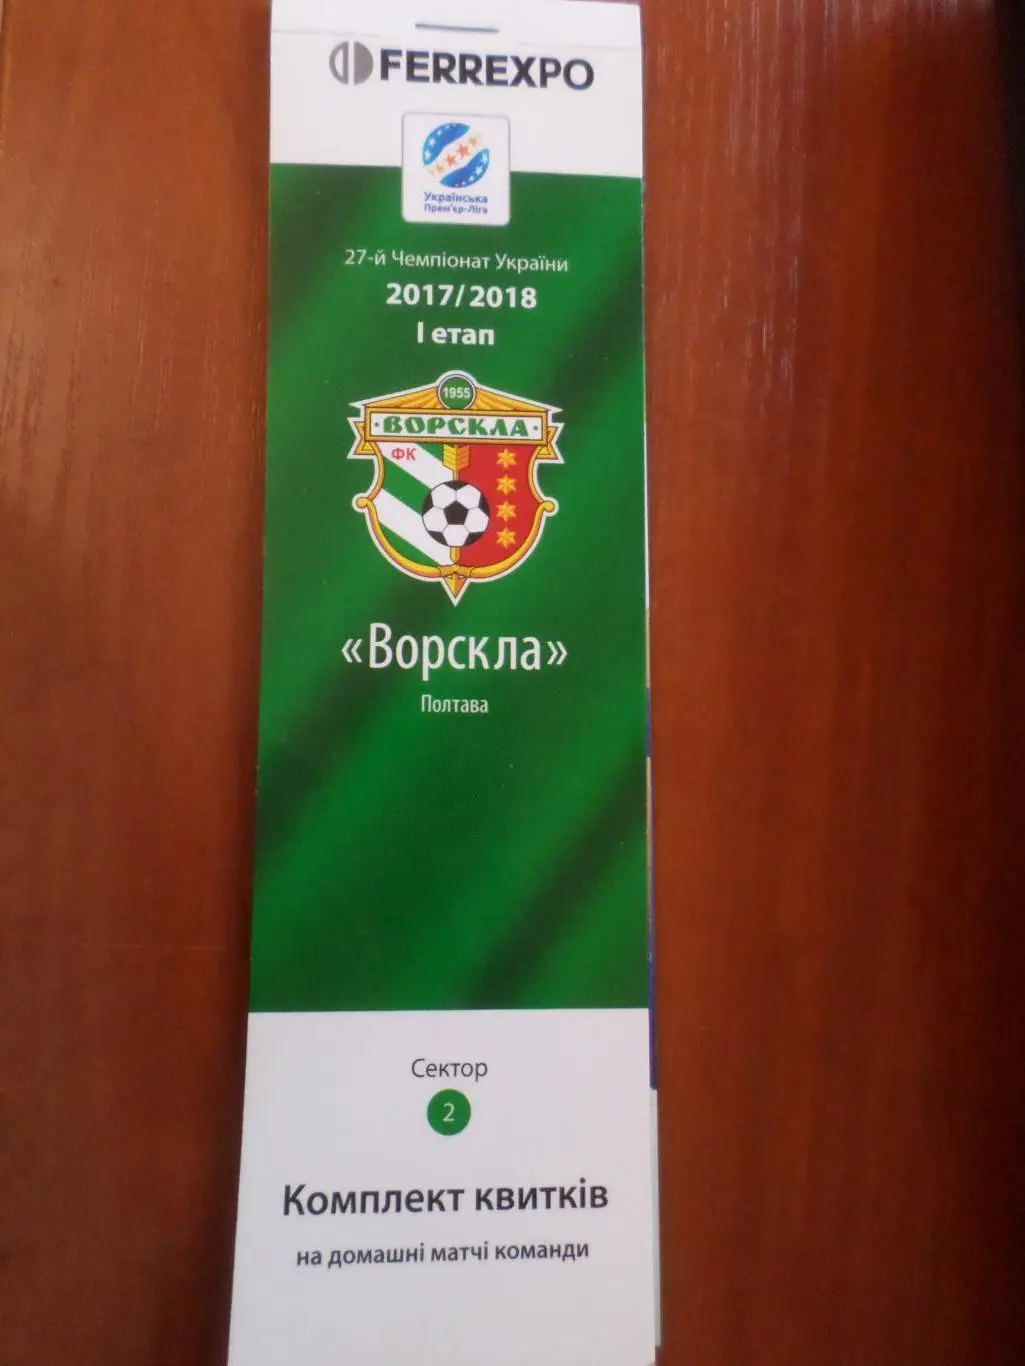 FERREXPO
Українська
Прем'єр-Ліга
27-й Чемпіонат України
2017/2018
І етап
1955
·ВОРСКЛА·
ФК
«Ворскла»
Полтава
Сектор
2
Комплект квитків
на домашні матчі команди